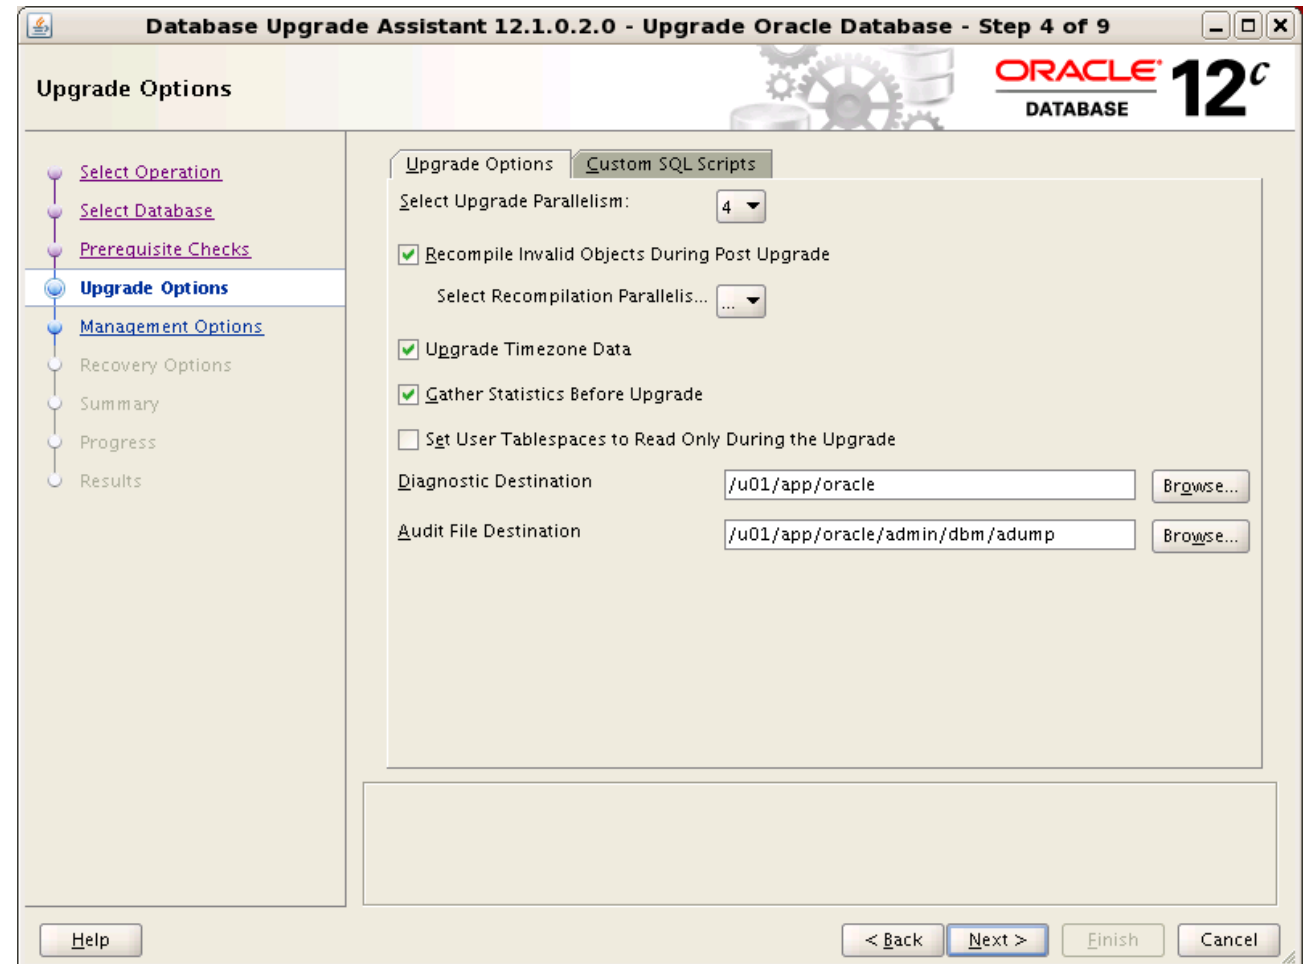 Database Upgrade Assistant 12.1.0.2.0 - Upgrade Oracle Database - Step 4 of 9
Upgrade Options
ORACLE
DATABASE
12c
Select Operation
Select Database
Prerequisite Checks
Upgrade Options
Management Options
Recovery Options
Summary
Progress
Results
Upgrade Options Custom SQL Scripts
Select Upgrade Parallelism: 4
Recompile Invalid Objects During Post Upgrade
Select Recompilation Parallelis... ...
Upgrade Timezone Data
Gather Statistics Before Upgrade
Set User Tablespaces to Read Only During the Upgrade
Diagnostic Destination /u01/app/oracle Browse...
Audit File Destination /u01/app/oracle/admin/dbm/adump Browse...
Help < Back Next > Finish Cancel